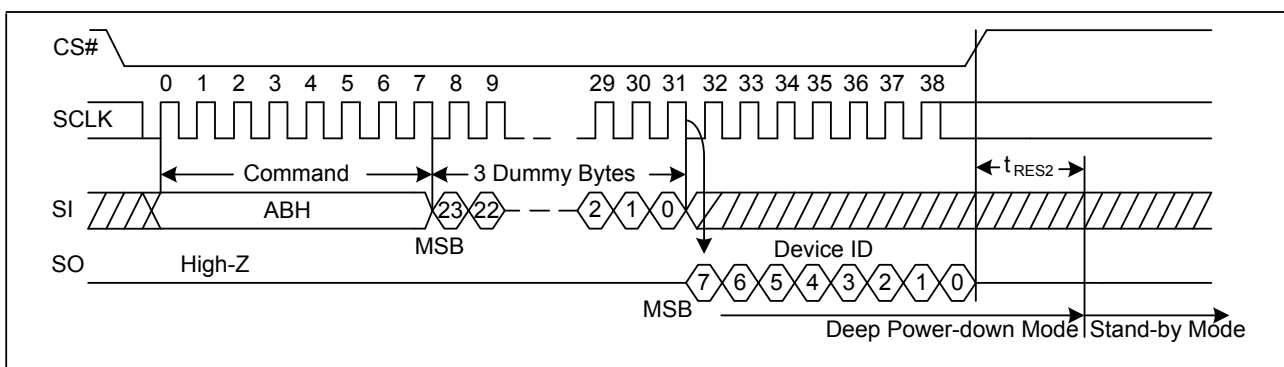 CS#
0 1 2 3 4 5 6 7 8 9 29 30 31 32 33 34 35 36 37 38
SCLK
Command 3 Dummy Bytes tRES2
SI ABH 23 22 2 1 0
MSB Device ID
SO High-Z 7 6 5 4 3 2 1 0
MSB
Deep Power-down Mode Stand-by Mode